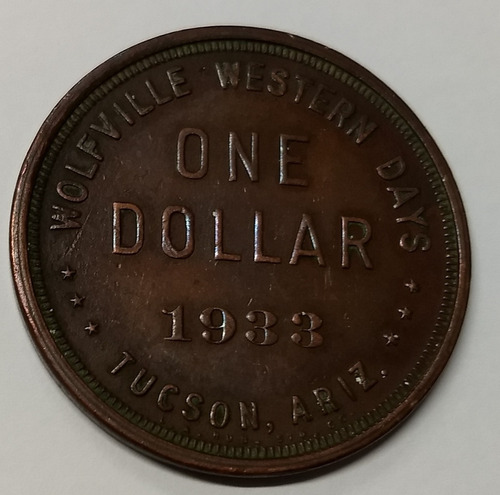 WOLFVILLE WESTERN DAYS
ONE
DOLLAR
1933
TUCSON, ARIZ.